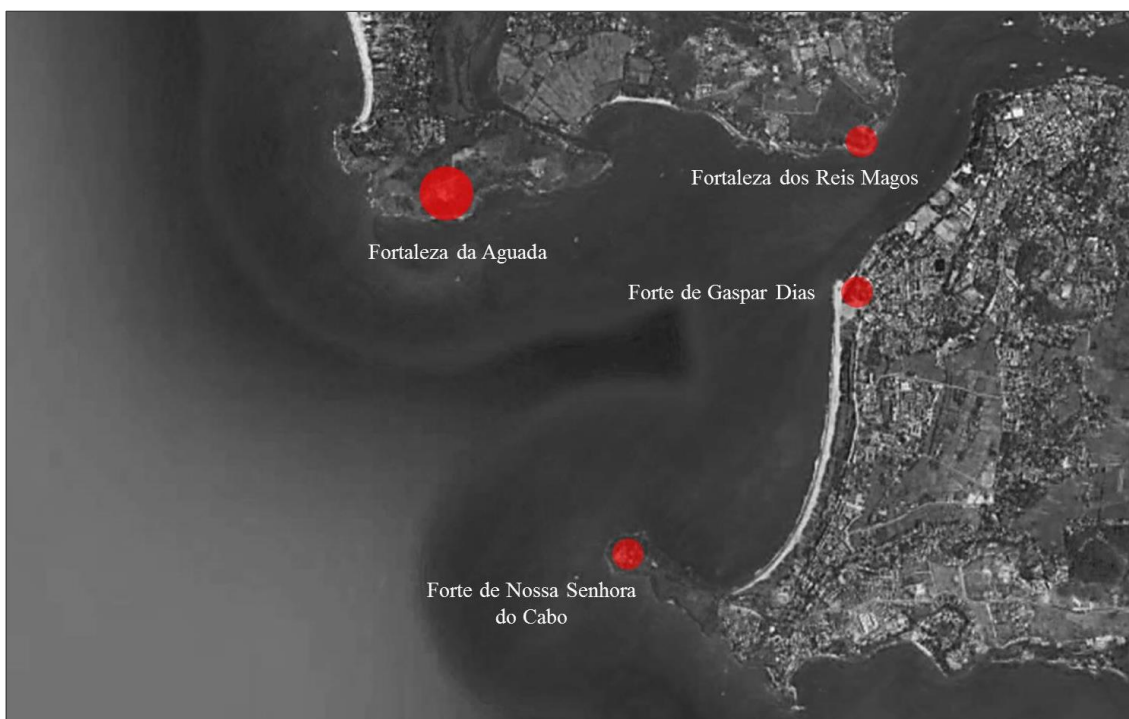 Fortaleza dos Reis Magos
Fortaleza da Aguada
Forte de Gaspar Dias
Forte de Nossa Senhora
do Cabo